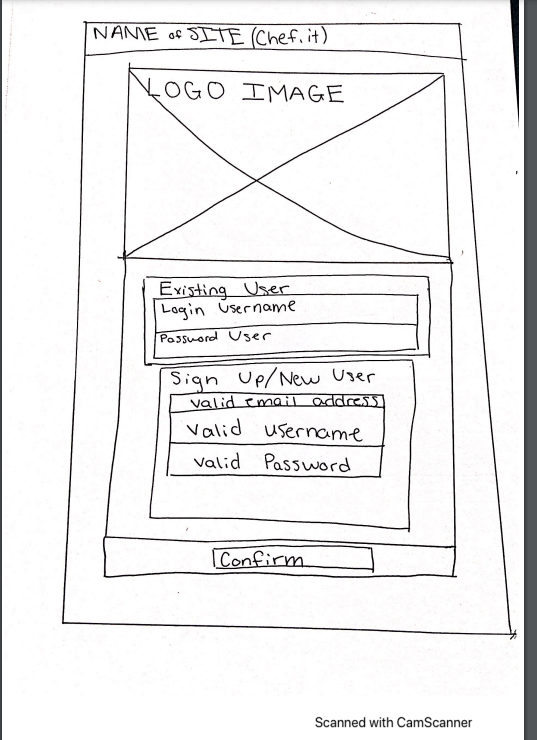 NAME of SITE (Chef.it)
LOGO IMAGE
Existing User
Login Username
Password User
Sign Up/New User
valid email address
valid username
valid Password
Confirm
Scanned with CamScanner